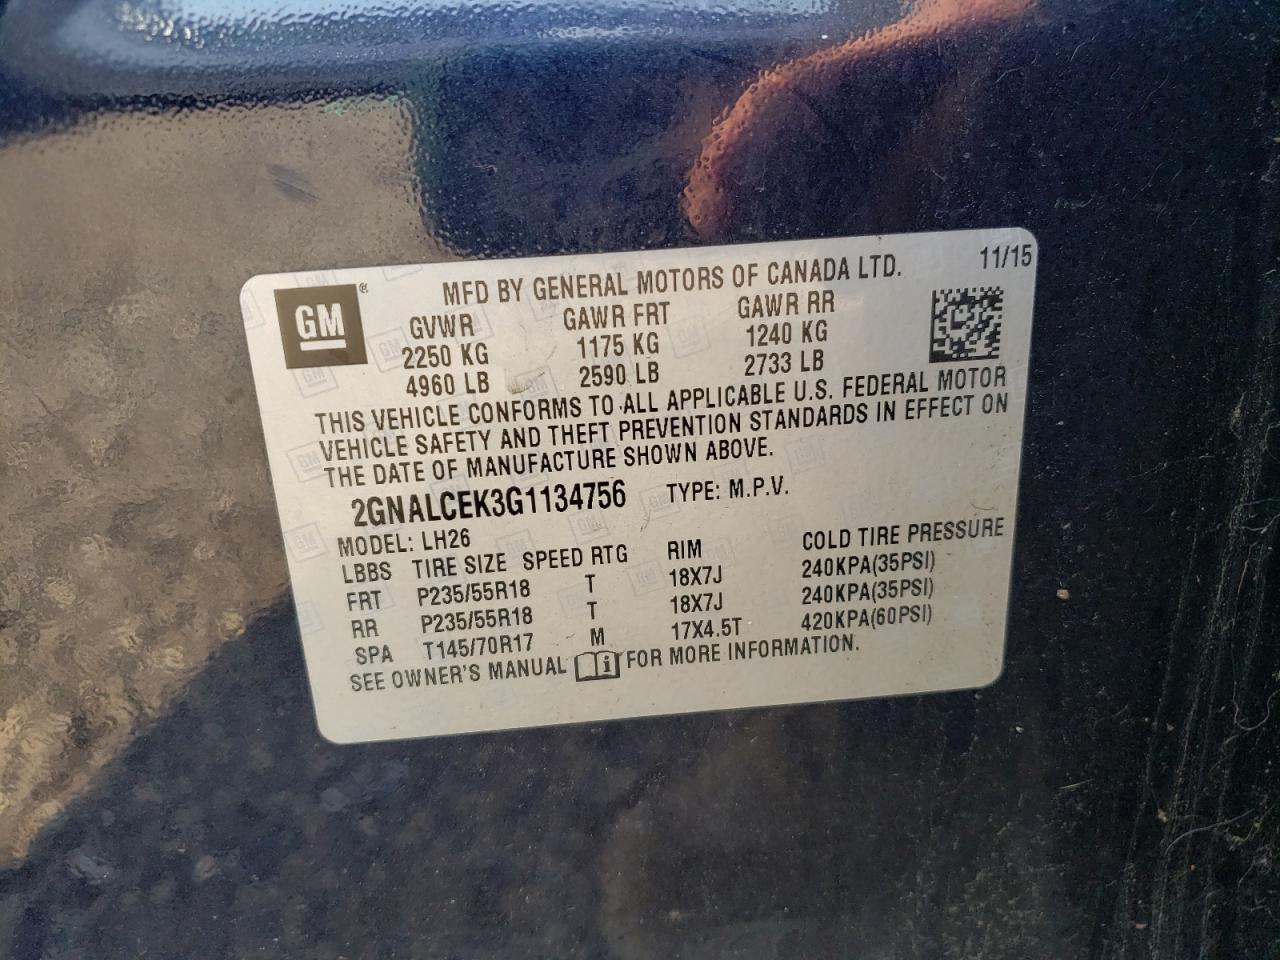 11/15
GM ®
MFD BY GENERAL MOTORS OF CANADA LTD.
GVWR GAWR FRT GAWR RR
2250 KG 1175 KG 1240 KG
4960 LB 2590 LB 2733 LB
THIS VEHICLE CONFORMS TO ALL APPLICABLE U.S. FEDERAL MOTOR
VEHICLE SAFETY AND THEFT PREVENTION STANDARDS IN EFFECT ON
THE DATE OF MANUFACTURE SHOWN ABOVE.
2GNALCEK3G1134756 TYPE: M.P.V.
MODEL: LH26
LBBS TIRE SIZE SPEED RTG RIM COLD TIRE PRESSURE
FRT P235/55R18 T 18X7J 240KPA(35PSI)
RR P235/55R18 T 18X7J 240KPA(35PSI)
SPA T145/70R17 M 17X4.5T 420KPA(60PSI)
SEE OWNER'S MANUAL i FOR MORE INFORMATION.